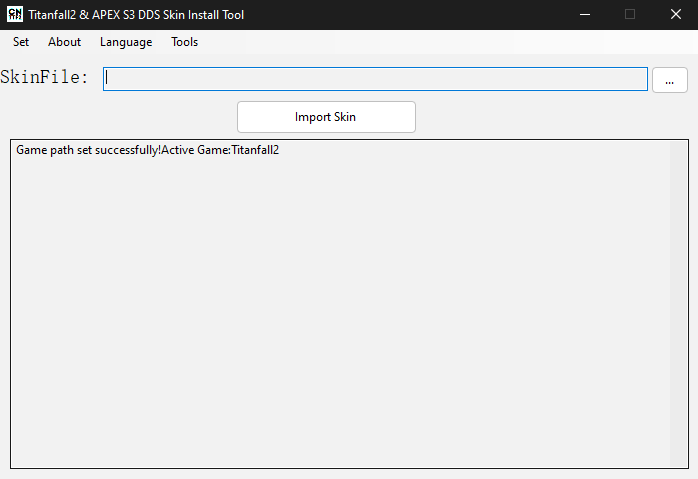 Titanfall2 & APEX S3 DDS Skin Install Tool
Set About Language Tools
SkinFile: ...
Import Skin
Game path set successfully!Active Game:Titanfall2